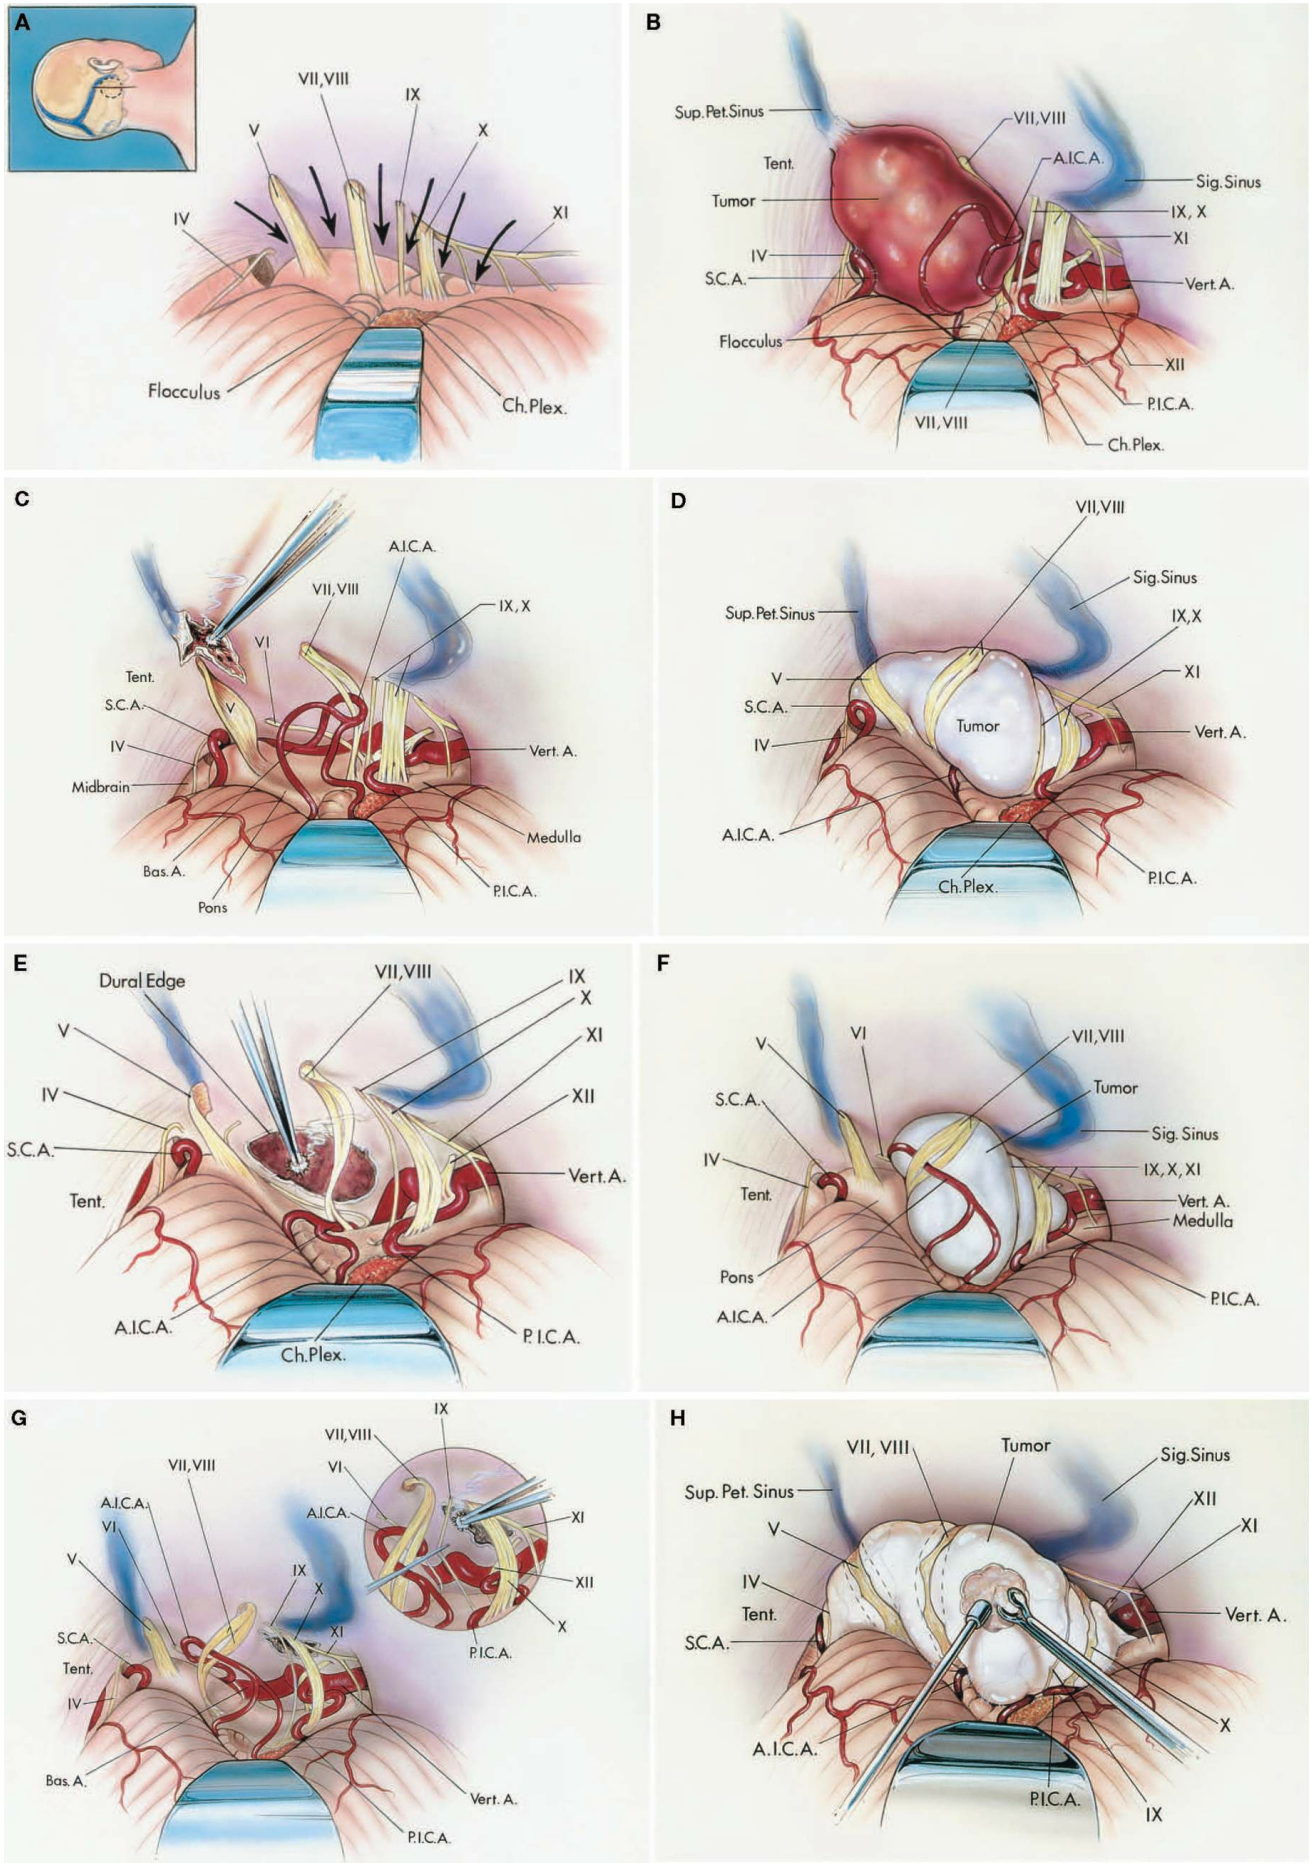 A
VII, VIII
IX
V
X
IV
XI
Flocculus
Ch.Plex.
B
Sup.Pet.Sinus
VII,VIII
Tent.
A.I.C.A.
Sig.Sinus
Tumor
IX, X
XI
IV
S.C.A.
Vert.A.
Flocculus
XII
P.I.C.A.
VII,VIII
Ch.Plex.
C
A.I.C.A.
VII,VIII
IX,X
VI
Tent.
S.C.A.
V
IV
Vert. A.
Midbrain
Medulla
Bas.A.
P.I.C.A.
Pons
D
VII,VIII
Sig.Sinus
Sup.Pet.Sinus
IX,X
V
XI
S.C.A.
Tumor
IV
Vert.A.
A.I.C.A.
Ch.Plex.
P.I.C.A.
E
Dural Edge
VII,VIII
IX
X
V
XI
IV
XII
S.C.A.
Vert.A.
Tent.
A.I.C.A.
P.I.C.A.
Ch.Plex.
F
VI
V
VII,VIII
S.C.A.
Tumor
Sig. Sinus
IV
IX, X, XI
Tent.
Vert. A.
Medulla
Pons
P.I.C.A.
A.I.C.A.
G
IX
VII,VIII
VI
VII,VIII
A.I.C.A.
A.I.C.A.
XI
VI
V
IX
XII
X
S.C.A.
XI
X
Tent.
P.I.C.A.
IV
Bas. A.
Vert. A.
P.I.C.A.
H
VII, VIII
Tumor
Sig.Sinus
Sup. Pet. Sinus
XII
V
XI
IV
Tent.
Vert. A.
S.C.A.
X
A.I.C.A.
P.I.C.A.
IX